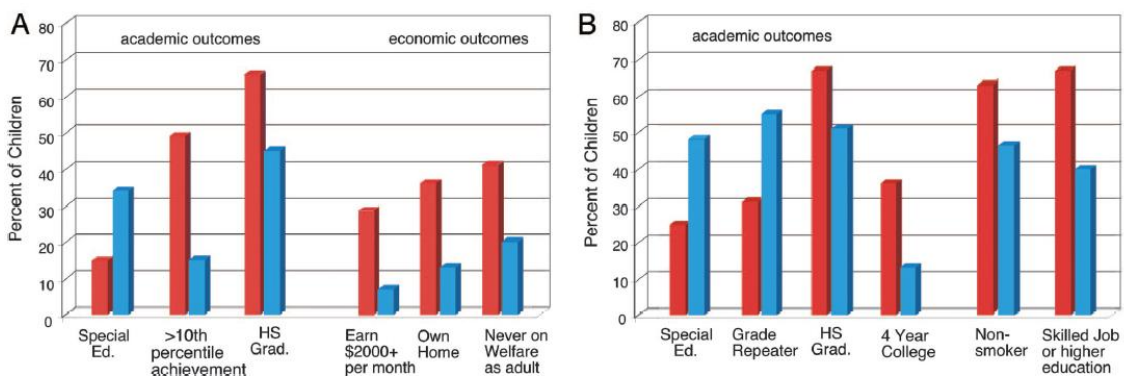 A
academic outcomes
economic outcomes
Percent of Children
80
70
60
50
40
30
20
10
0
Special
Ed.
>10th
percentile
achievement
HS
Grad.
Earn
$2000+
per month
Own
Home
Never on
Welfare
as adult
B
academic outcomes
Percent of Children
80
70
60
50
40
30
20
10
0
Special
Ed.
Grade
Repeater
HS
Grad.
4 Year
College
Non-
smoker
Skilled Job
or higher
education